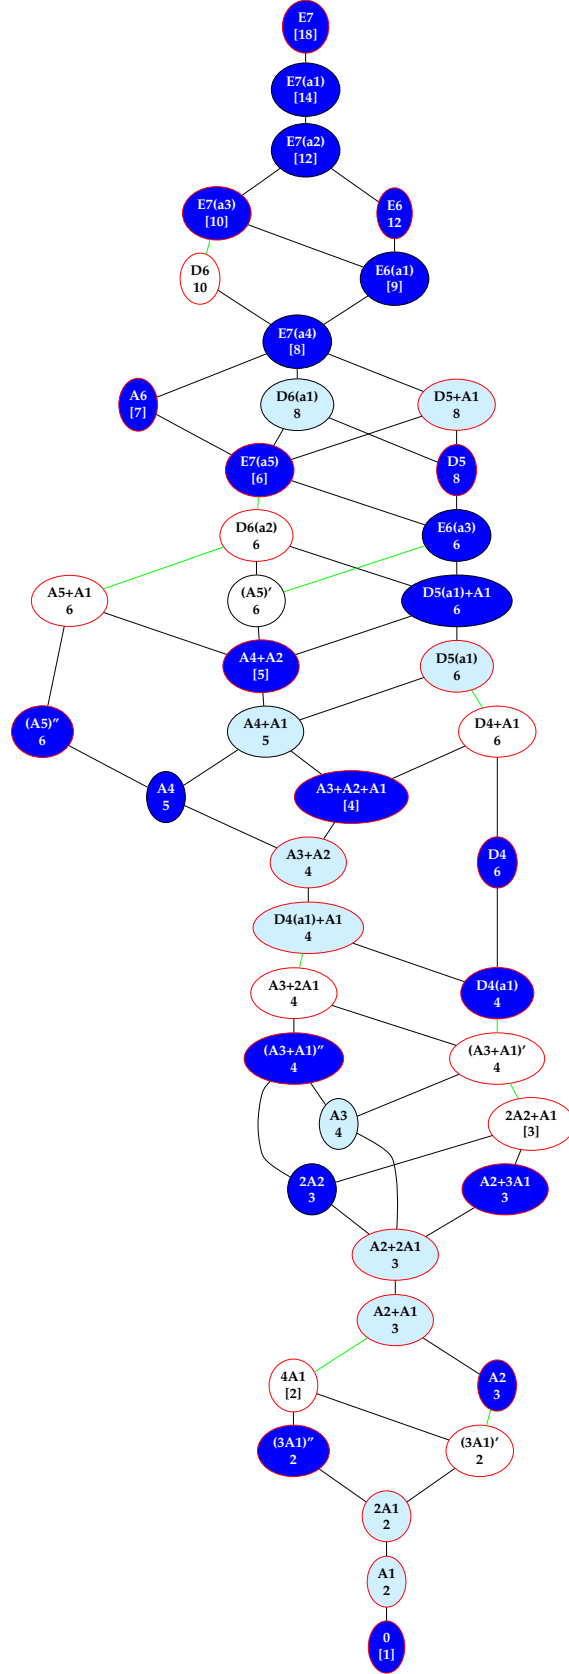 E7
[18]
E7(a1)
[14]
E7(a2)
[12]
E7(a3)
[10]
E6
12
D6
10
E6(a1)
[9]
E7(a4)
[8]
A6
[7]
D6(a1)
8
D5+A1
8
E7(a5)
[6]
D5
8
D6(a2)
6
E6(a3)
6
A5+A1
6
(A5)′
6
D5(a1)+A1
6
A4+A2
[5]
D5(a1)
6
(A5)″
6
A4+A1
5
D4+A1
6
A4
5
A3+A2+A1
[4]
A3+A2
4
D4
6
D4(a1)+A1
4
A3+2A1
4
D4(a1)
4
(A3+A1)″
4
(A3+A1)′
4
A3
4
2A2+A1
[3]
2A2
3
A2+3A1
3
A2+2A1
3
A2+A1
3
4A1
[2]
A2
3
(3A1)″
2
(3A1)′
2
2A1
2
A1
2
0
[1]